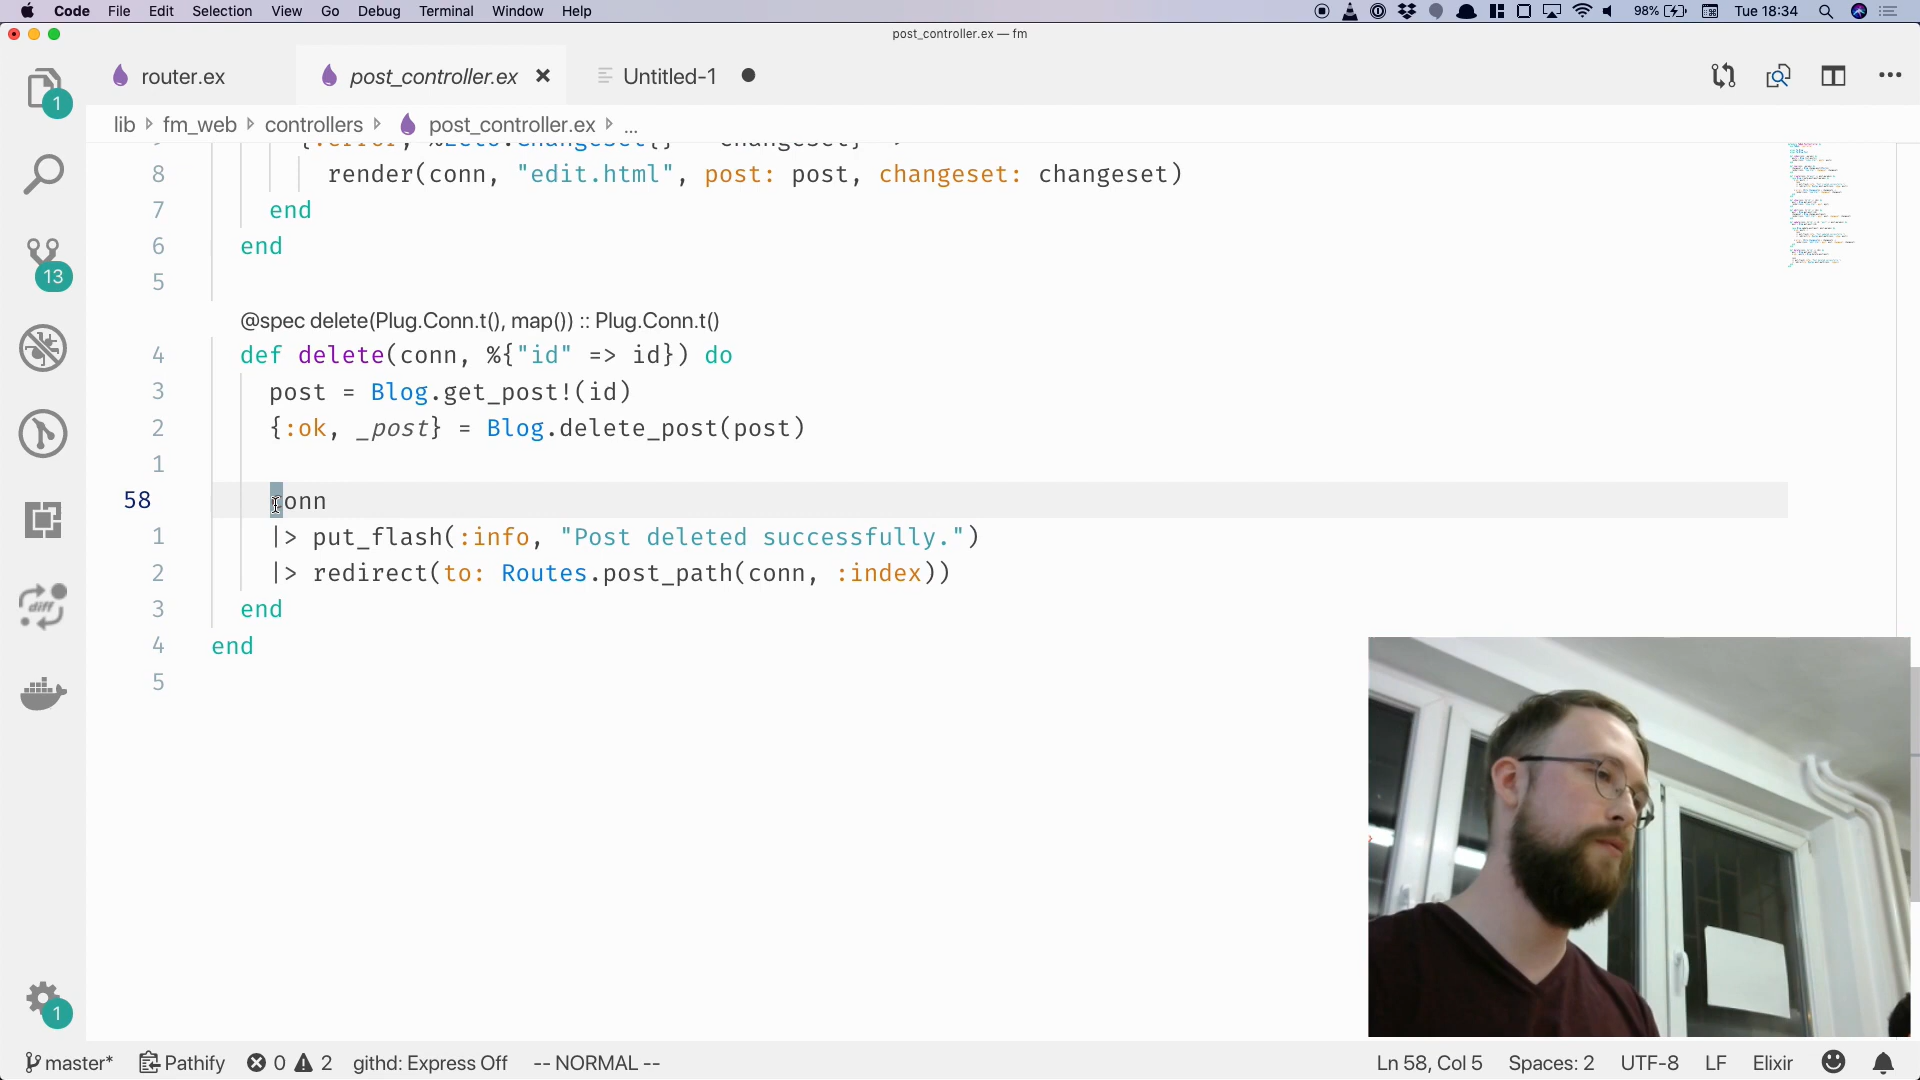 Code File Edit Selection View Go Debug Terminal Window Help 98% Tue 18:34
post_controller.ex — fm
router.ex post_controller.ex Untitled-1
lib fm_web controllers post_controller.ex ...
8 render(conn, "edit.html", post: post, changeset: changeset)
7 end
6 end
5
@spec delete(Plug.Conn.t(), map()) :: Plug.Conn.t()
4 def delete(conn, %{"id" => id}) do
3 post = Blog.get_post!(id)
2 {:ok, _post} = Blog.delete_post(post)
1
58 conn
1 |> put_flash(:info, "Post deleted successfully.")
2 |> redirect(to: Routes.post_path(conn, :index))
3 end
4 end
5
1
13
diff
1
master* Pathify 0 2 githd: Express Off -- NORMAL -- Ln 58, Col 5 Spaces: 2 UTF-8 LF Elixir